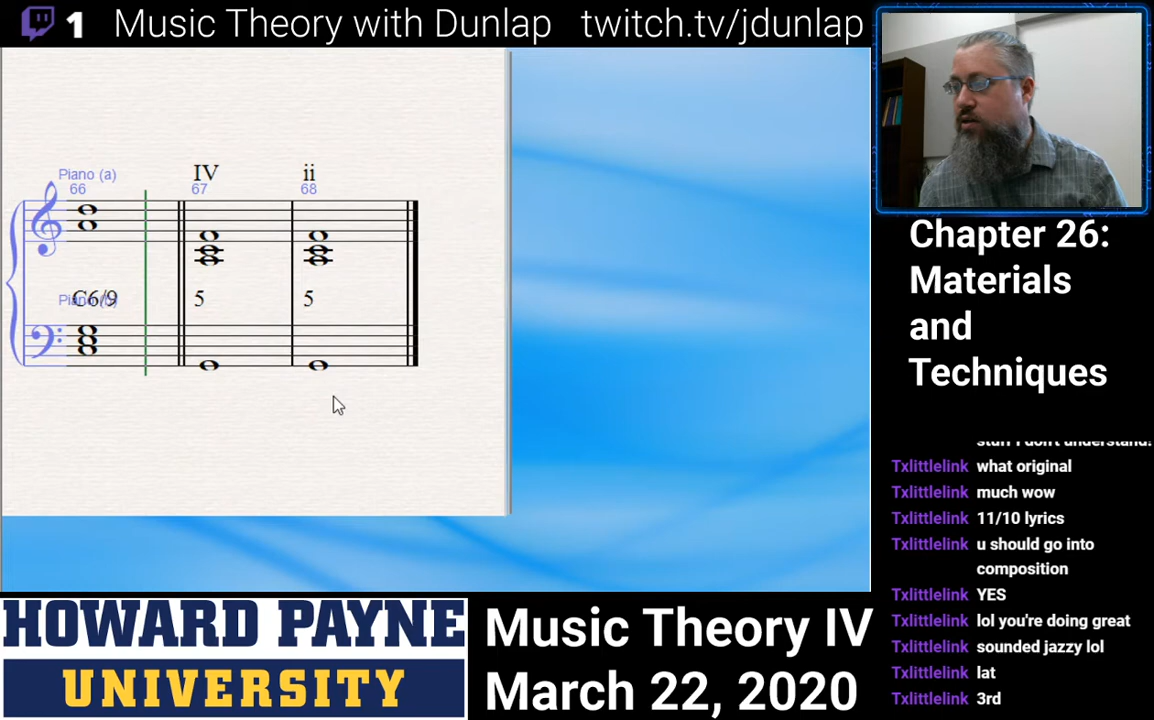 1 Music Theory with Dunlap twitch.tv/jdunlap
IV ii
Piano (a)
66 67 68
C6/9 5 5
Chapter 26:
Materials
and
Techniques
stuff I don't understand!
Txlittlelink what original
Txlittlelink much wow
Txlittlelink 11/10 lyrics
Txlittlelink u should go into
composition
Txlittlelink YES
Txlittlelink lol you're doing great
Txlittlelink sounded jazzy lol
Txlittlelink lat
Txlittlelink 3rd
HOWARD PAYNE
UNIVERSITY
Music Theory IV
March 22, 2020